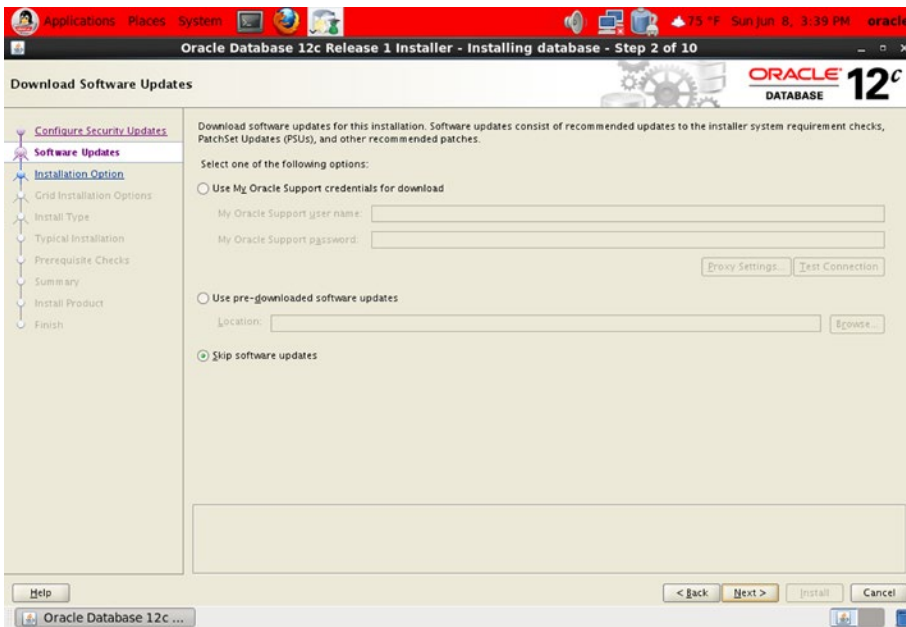 Applications Places System 75 °F Sun Jun 8, 3:39 PM oracle
Oracle Database 12c Release 1 Installer - Installing database - Step 2 of 10
Download Software Updates
ORACLE
DATABASE
12c
Configure Security Updates
Software Updates
Installation Option
Grid Installation Options
Install Type
Typical Installation
Prerequisite Checks
Summary
Install Product
Finish
Download software updates for this installation. Software updates consist of recommended updates to the installer system requirement checks,
PatchSet Updates (PSUs), and other recommended patches.
Select one of the following options:
Use My Oracle Support credentials for download
My Oracle Support user name:
My Oracle Support password:
Proxy Settings... Test Connection
Use pre-downloaded software updates
Location: Browse...
Skip software updates
Help < Back Next > Install Cancel
Oracle Database 12c ...